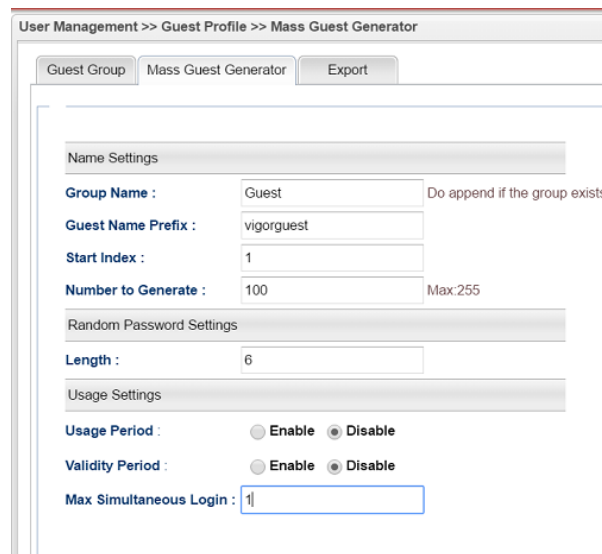 User Management >> Guest Profile >> Mass Guest Generator
Guest Group Mass Guest Generator Export
Name Settings
Group Name : Guest Do append if the group exists
Guest Name Prefix : vigorguest
Start Index : 1
Number to Generate : 100 Max:255
Random Password Settings
Length : 6
Usage Settings
Usage Period : Enable Disable
Validity Period : Enable Disable
Max Simultaneous Login : 1